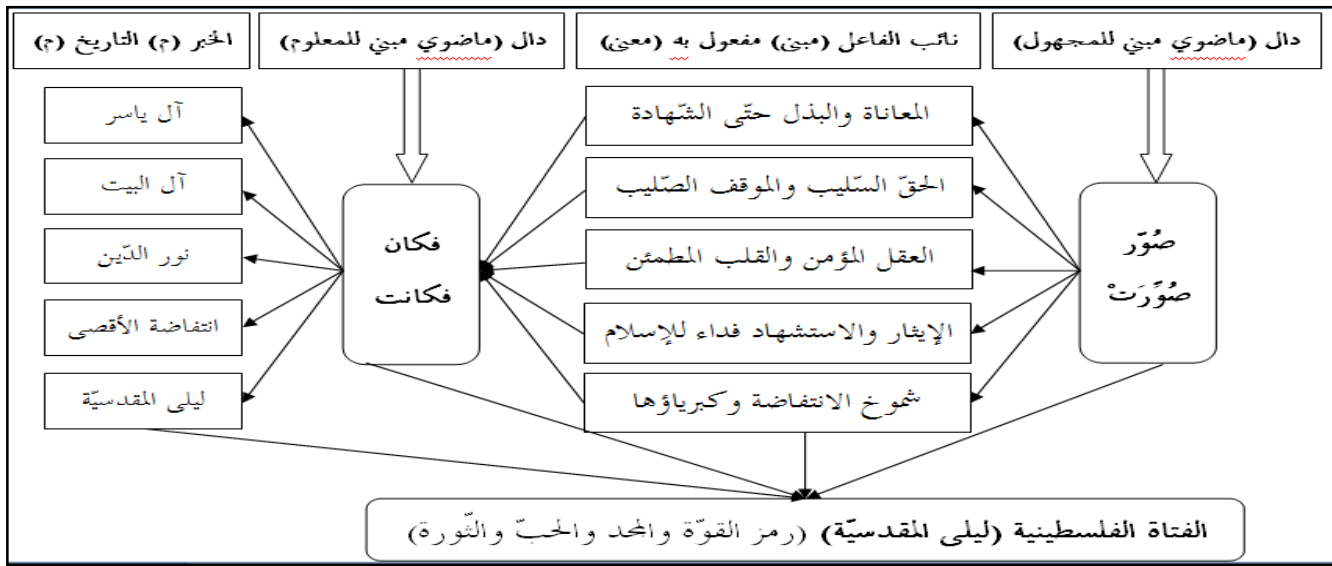 دال (ماضوي مبني للمجهول)
نائب الفاعل (مبنى) مفعول به (معنى)
دال (ماضوي مبني للمعلوم)
الخبر (م) التاريخ (م)
صُوّر
صُوِّرَتْ
المعاناة والبذل حتّى الشّهادة
الحقّ السّليب والموقف الصّليب
العقل المؤمن والقلب المطمئن
الإيثار والاستشهاد فداء للإسلام
شموخ الانتفاضة وكبرياؤها
فكان
فكانت
آل ياسر
آل البيت
نور الدّين
انتفاضة الأقصى
ليلى المقدسيّة
الفتاة الفلسطينية (ليلى المقدسيّة) (رمز القوّة والمجد والحبّ والثّورة)